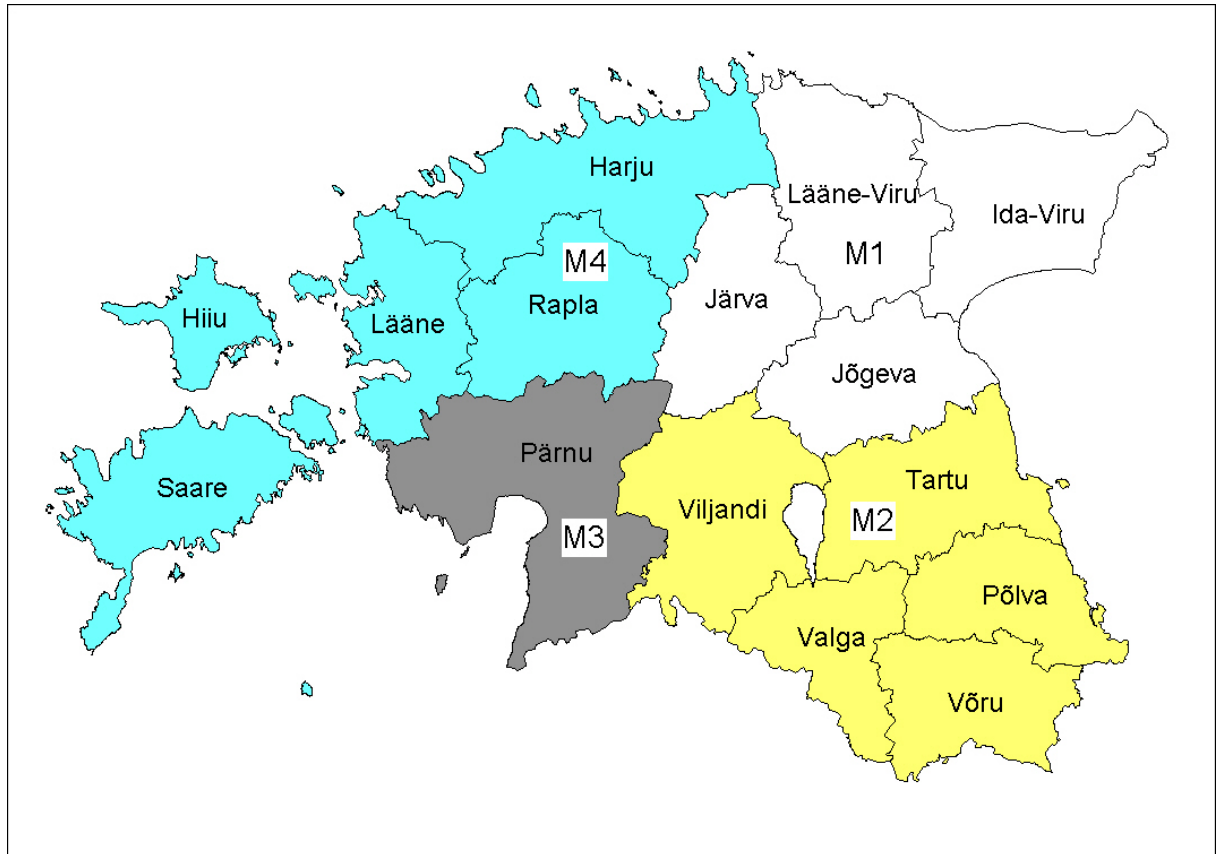 Harju
Lääne-Viru
Ida-Viru
M4
M1
Rapla
Järva
Hiiu
Lääne
Jõgeva
Pärnu
Tartu
Saare
Viljandi
M2
M3
Põlva
Valga
Võru